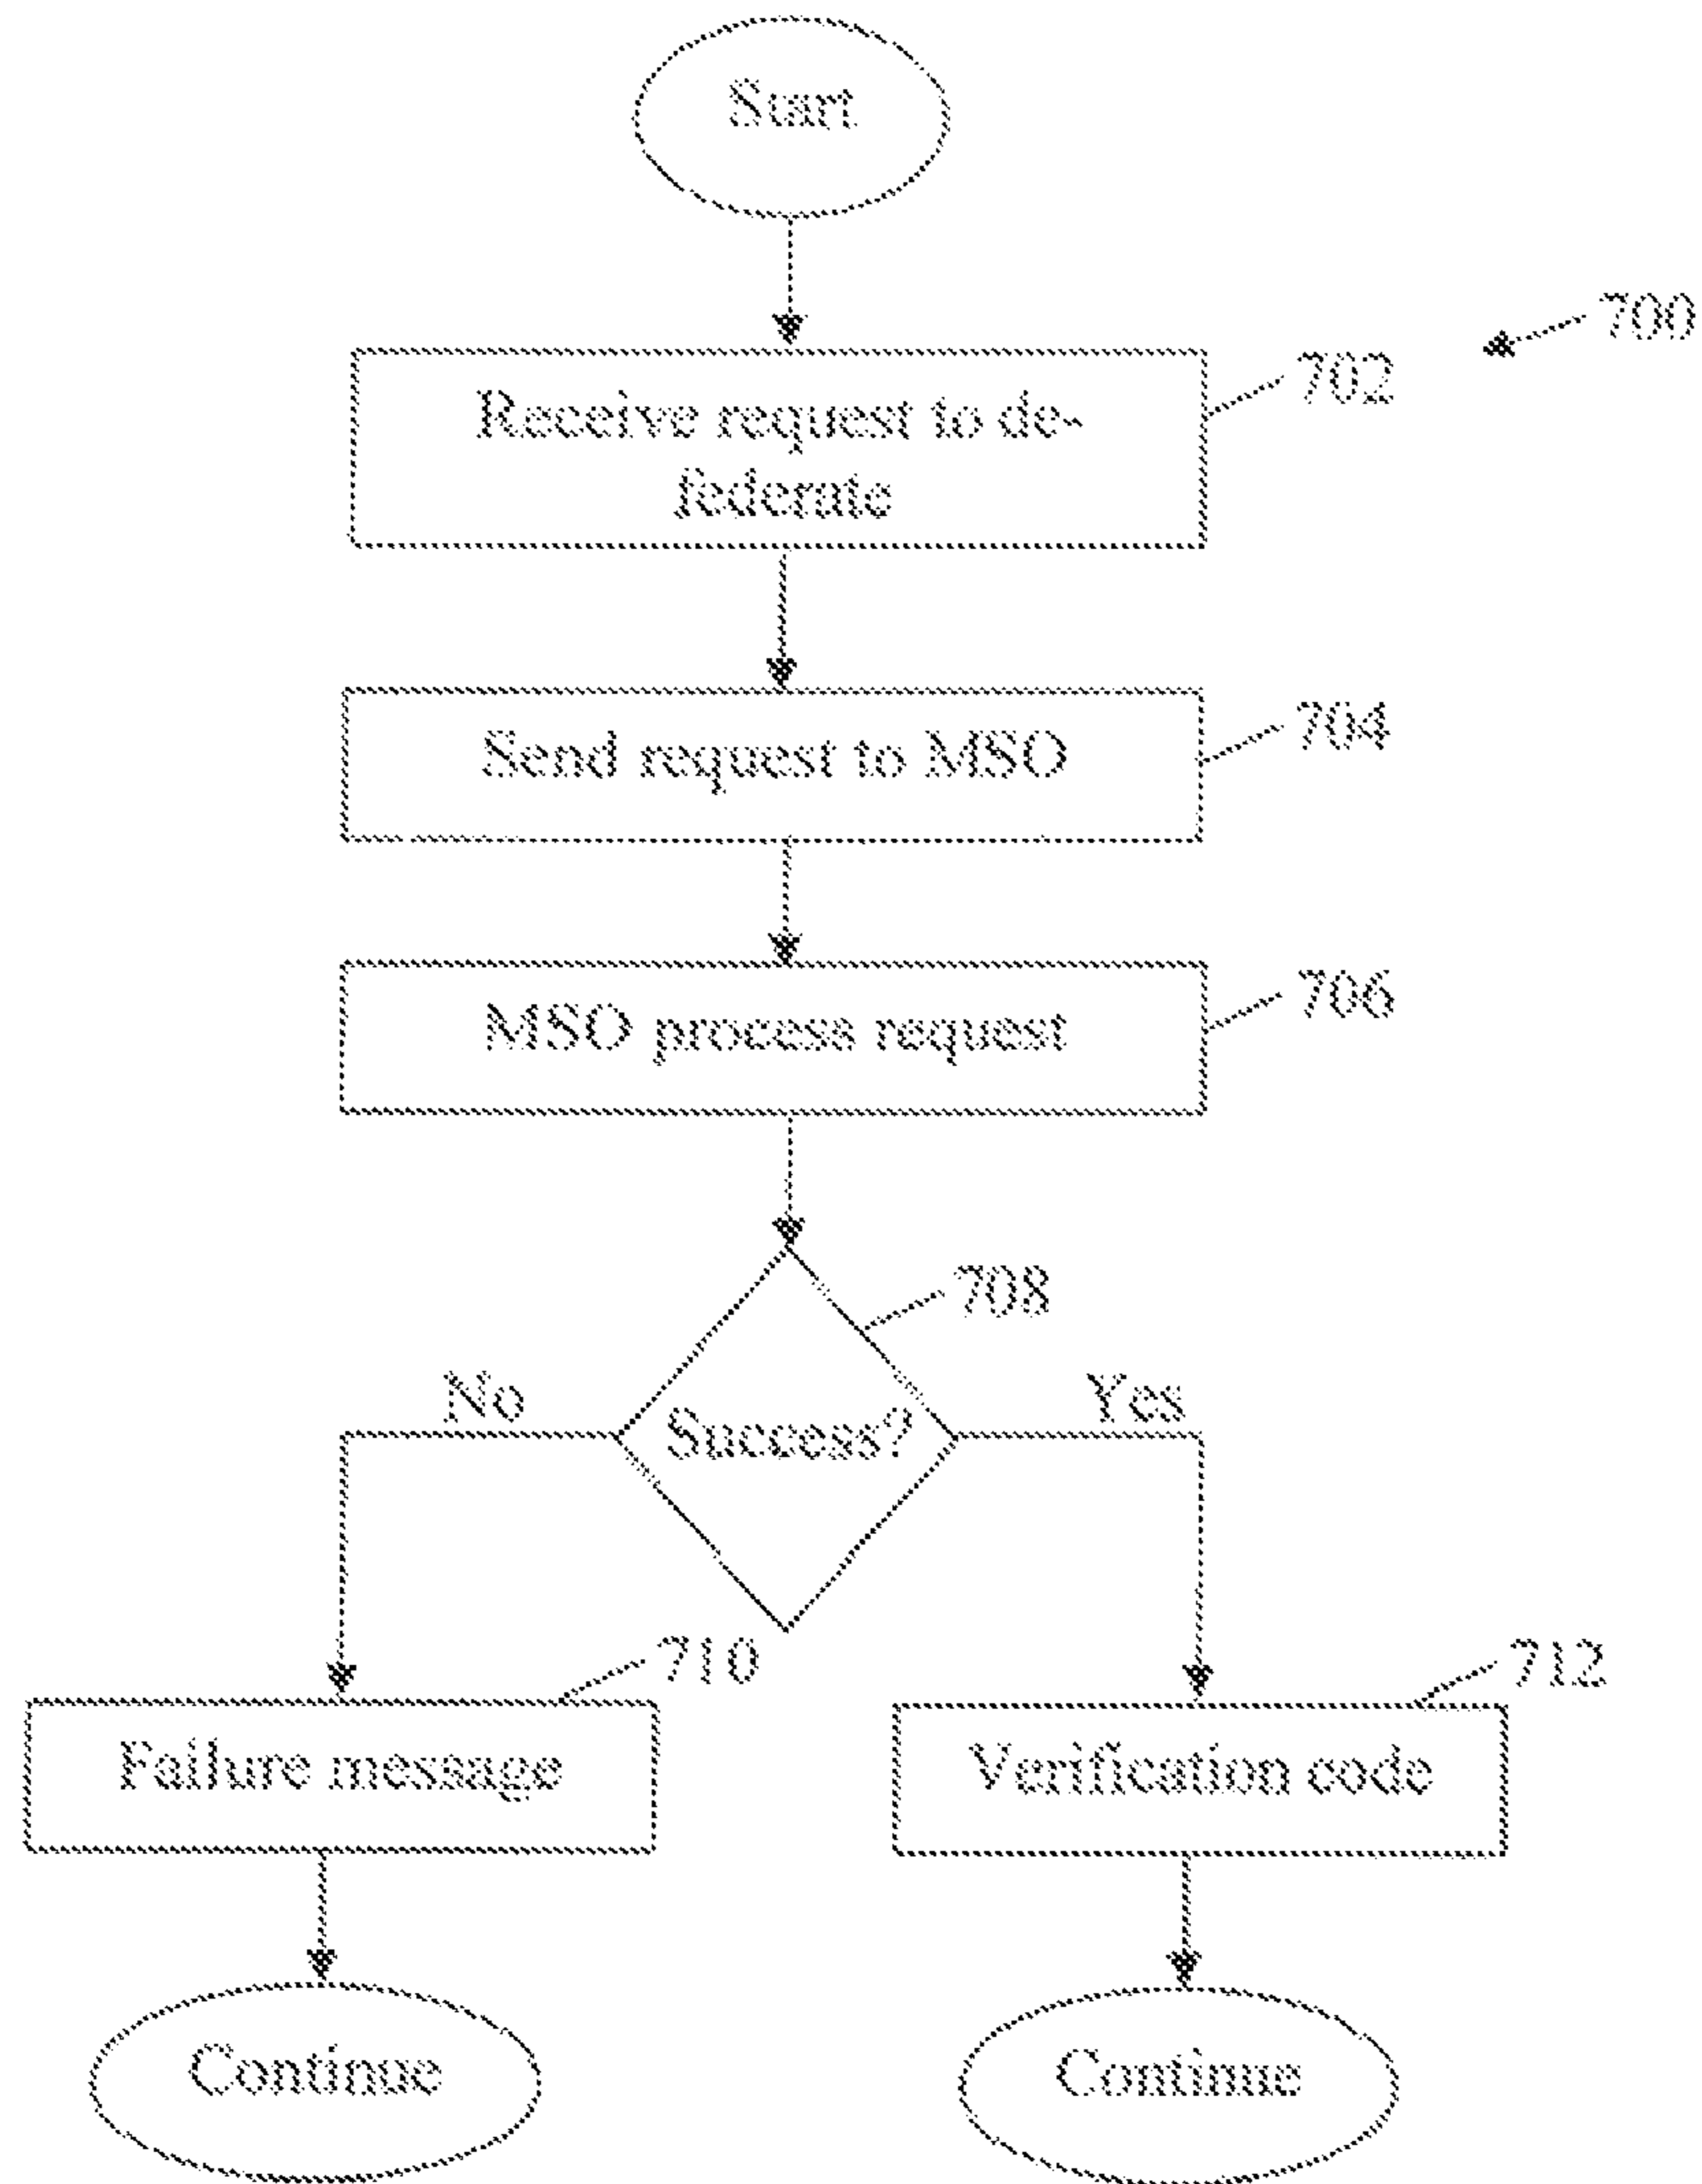 Start
700
702
Receive request to de-
federate
704
Send request to MSO
706
MSO process request
708
No
Yes
Success?
710
712
Failure message
Verification code
Continue
Continue